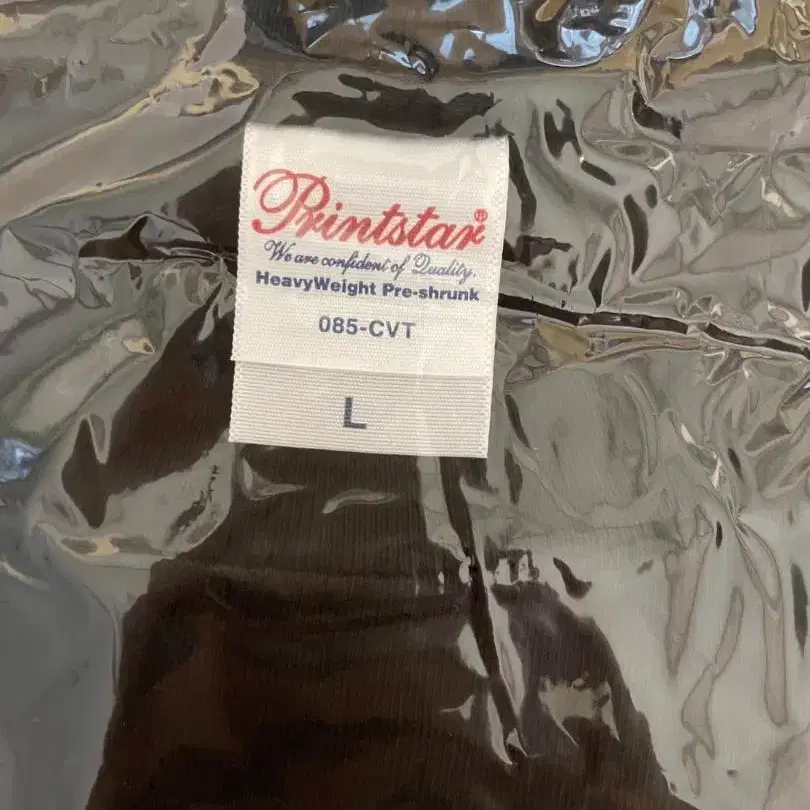 Printstar®
We are confident of Quality.
HeavyWeight Pre-shrunk
085-CVT
L